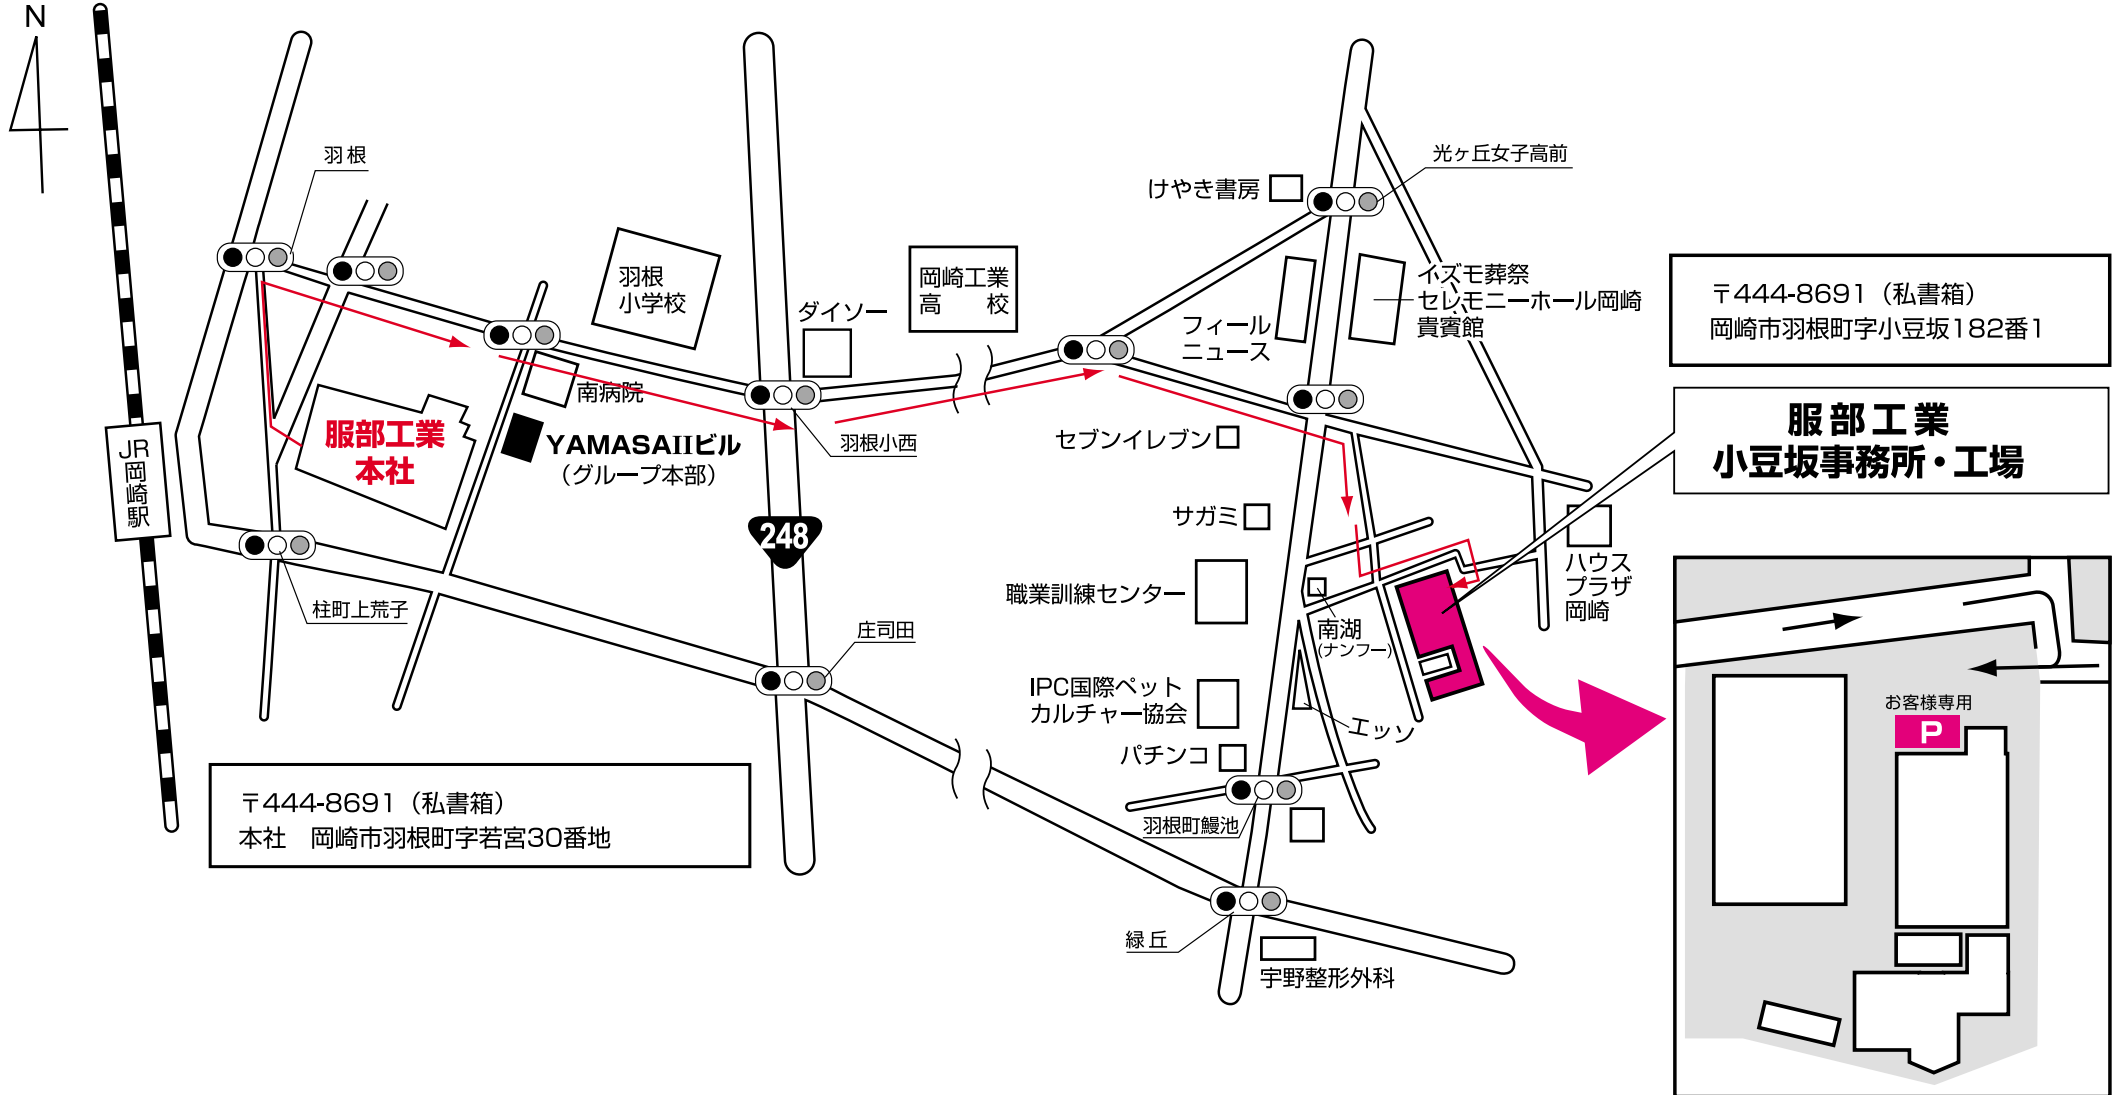 N
羽根
光ヶ丘女子高前
けやき書房
羽根
小学校
岡崎工業
高　校
ダイソー
フィール
ニュース
イズモ葬祭
セレモニーホール岡崎
貴賓館
〒444-8691（私書箱）
岡崎市羽根町字小豆坂182番1
南病院
服部工業
本社
YAMASAIIビル
（グループ本部）
羽根小西
セブンイレブン
服部工業
小豆坂事務所・工場
JR岡崎駅
248
サガミ
ハウス
プラザ
岡崎
職業訓練センター
柱町上荒子
庄司田
南湖
(ナンフー)
IPC国際ペット
カルチャー協会
エッソ
お客様専用
P
パチンコ
〒444-8691（私書箱）
本社　岡崎市羽根町字若宮30番地
羽根町鰻池
緑丘
宇野整形外科